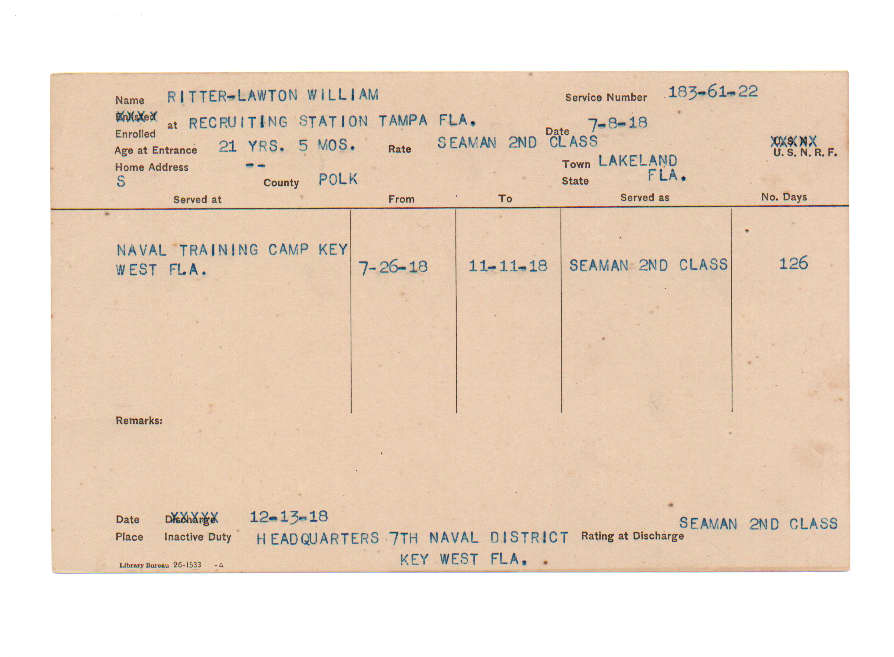 Name RITTER-LAWTON WILLIAM Service Number 183-61-22
Enrolled at RECRUITING STATION TAMPA FLA. Date 7-8-18
Age at Entrance 21 YRS. 5 MOS. Rate SEAMAN 2ND CLASS U. S. N. R. F.
Home Address -- Town LAKELAND
S County POLK State FLA.
Served at From To Served as No. Days
NAVAL TRAINING CAMP KEY
WEST FLA. 7-26-18 11-11-18 SEAMAN 2ND CLASS 126
Remarks:
Date Discharge 12-13-18 SEAMAN 2ND CLASS
Place Inactive Duty HEADQUARTERS 7TH NAVAL DISTRICT Rating at Discharge
KEY WEST FLA.
Library Bureau 26-1533